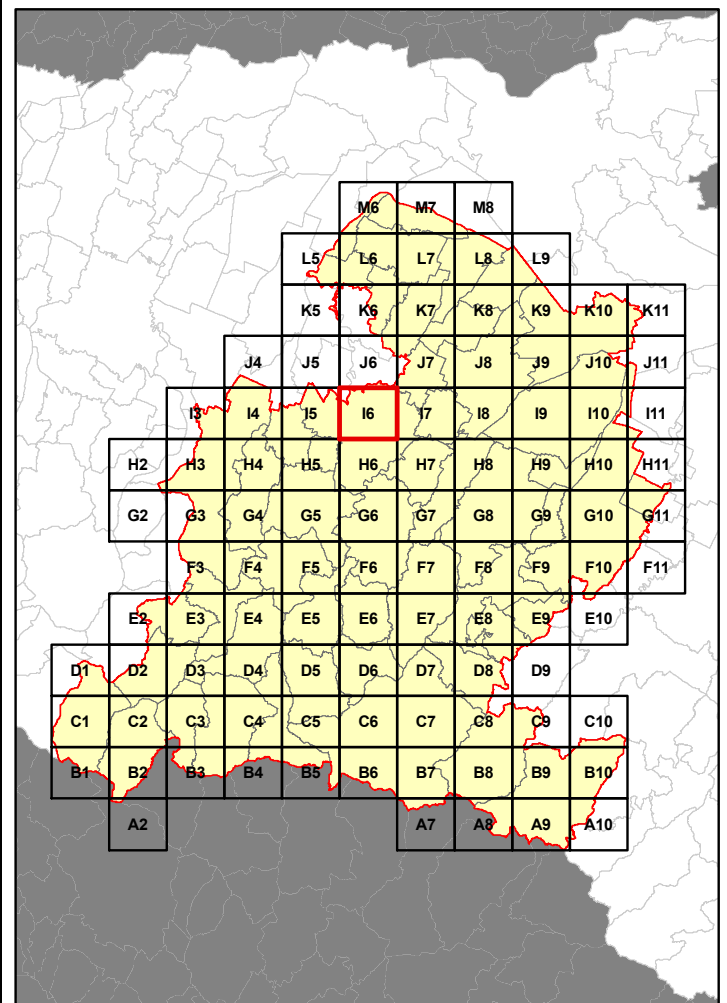 M6 M7 M8
L5 L6 L7 L8 L9
K5 K6 K7 K8 K9 K10 K11
J4 J5 J6 J7 J8 J9 J10 J11
I3 I4 I5 I6 I7 I8 I9 I10 I11
H2 H3 H4 H5 H6 H7 H8 H9 H10 H11
G2 G3 G4 G5 G6 G7 G8 G9 G10 G11
F3 F4 F5 F6 F7 F8 F9 F10 F11
E2 E3 E4 E5 E6 E7 E8 E9 E10
D1 D2 D3 D4 D5 D6 D7 D8 D9
C1 C2 C3 C4 C5 C6 C7 C8 C9 C10
B1 B2 B3 B4 B5 B6 B7 B8 B9 B10
A2 A7 A8 A9 A10